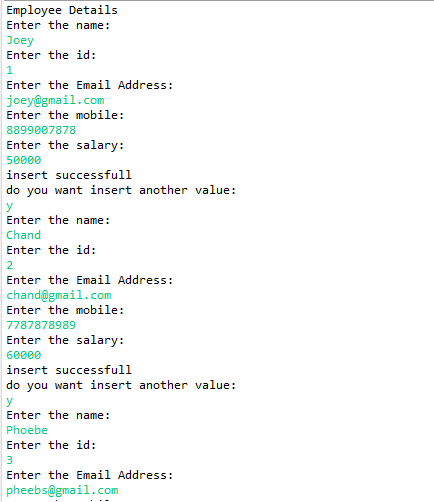 Employee Details
Enter the name:
Joey
Enter the id:
1
Enter the Email Address:
joey@gmail.com
Enter the mobile:
8899007878
Enter the salary:
50000
insert successfull
do you want insert another value:
y
Enter the name:
Chand
Enter the id:
2
Enter the Email Address:
chand@gmail.com
Enter the mobile:
7787878989
Enter the salary:
60000
insert successfull
do you want insert another value:
y
Enter the name:
Phoebe
Enter the id:
3
Enter the Email Address:
pheebs@gmail.com